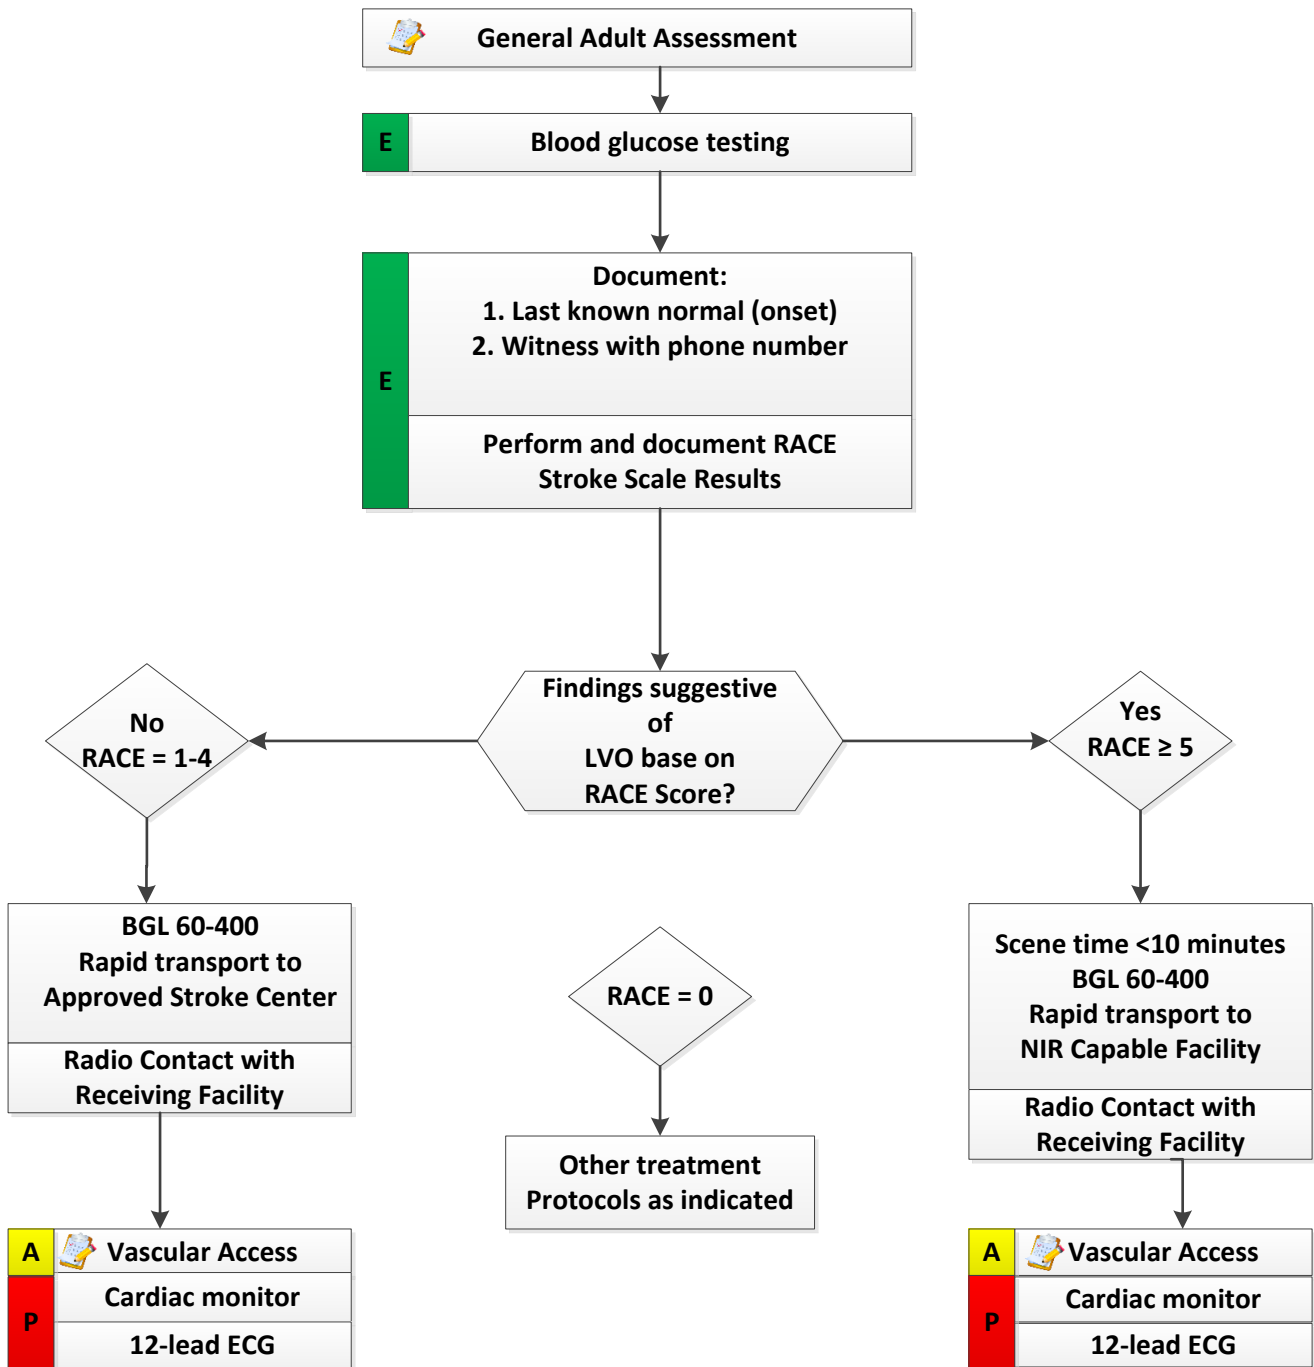 General Adult Assessment
E
Blood glucose testing
E
Document:
1. Last known normal (onset)
2. Witness with phone number
Perform and document RACE
Stroke Scale Results
Findings suggestive
of
LVO base on
RACE Score?
No
RACE = 1-4
Yes
RACE ≥ 5
BGL 60-400
Rapid transport to
Approved Stroke Center
Radio Contact with
Receiving Facility
A
Vascular Access
P
Cardiac monitor
12-lead ECG
RACE = 0
Other treatment
Protocols as indicated
Scene time <10 minutes
BGL 60-400
Rapid transport to
NIR Capable Facility
Radio Contact with
Receiving Facility
A
Vascular Access
P
Cardiac monitor
12-lead ECG